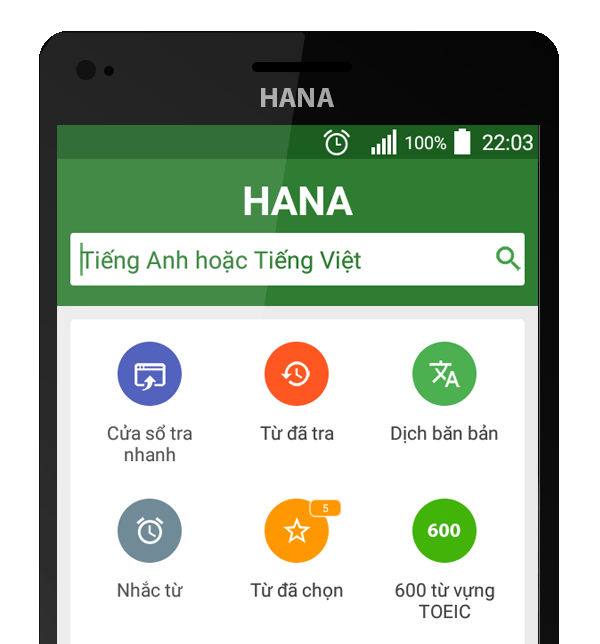 HANA
100% 22:03
HANA
Tiếng Anh hoặc Tiếng Việt
Cửa sổ tra
nhanh
Từ đã tra
Dịch băn bản
5
Nhắc từ
Từ đã chọn
600
600 từ vựng
TOEIC